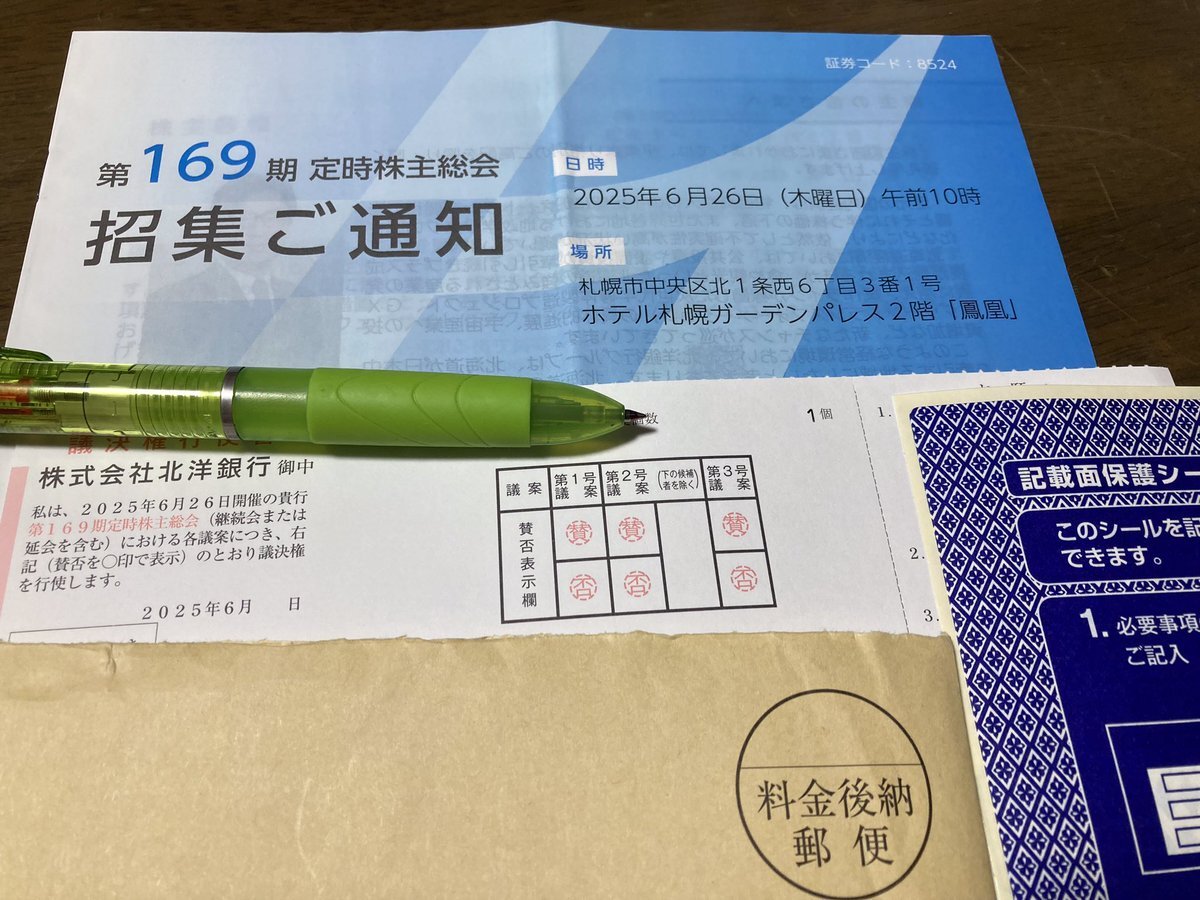 証券コード：8524
第169期 定時株主総会
招集ご通知
日時
2025年6月26日（木曜日）午前10時
場所
札幌市中央区北1条西6丁目3番1号
ホテル札幌ガーデンパレス2階「鳳凰」
数
1個
議決権行使書
株式会社北洋銀行 御中
私は、2025年6月26日開催の貴行
第169期定時株主総会（継続会または
延会を含む）における各議案につき、右
記（賛否を○印で表示）のとおり議決権
を行使します。
2025年6月　日
議案 第1号議案 第2号議案 （下の候補者を除く） 第3号議案
賛否表示欄
賛 賛 賛
否 否 否
1.
2.
3.
記載面保護シー
このシールを記
できます。
1. 必要事項
ご記入
料金後納
郵便